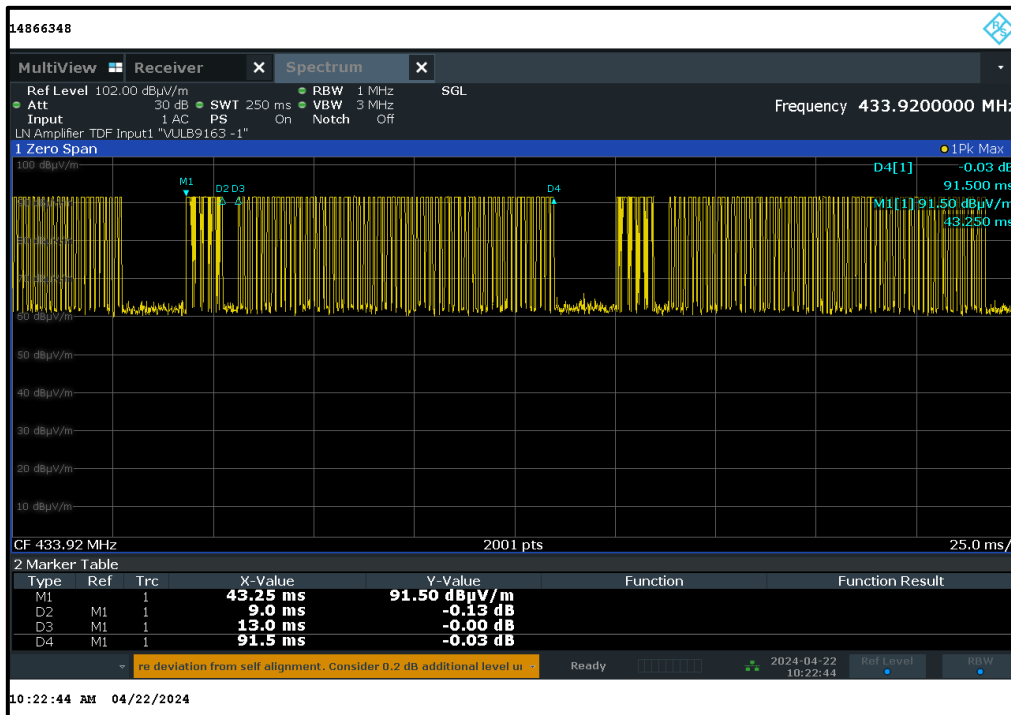 14866348
R&S
MultiView Receiver Spectrum
Ref Level 102.00 dBµV/m RBW 1 MHz SGL
Att 30 dB SWT 250 ms VBW 3 MHz Frequency 433.9200000 MHz
Input 1 AC PS On Notch Off
LN Amplifier TDF Input1 "VULB9163 -1"
1 Zero Span 1Pk Max
100 dBµV/m
D4[1] -0.03 dB
91.500 ms
M1 D2 D3 D4
M1[1] 91.50 dBµV/m
43.250 ms
60 dBµV/m
50 dBµV/m
40 dBµV/m
30 dBµV/m
20 dBµV/m
10 dBµV/m
CF 433.92 MHz 2001 pts 25.0 ms/
2 Marker Table
Type Ref Trc X-Value Y-Value Function Function Result
M1 1 43.25 ms 91.50 dBµV/m
D2 M1 1 9.0 ms -0.13 dB
D3 M1 1 13.0 ms -0.00 dB
D4 M1 1 91.5 ms -0.03 dB
re deviation from self alignment. Consider 0.2 dB additional level Ready 2024-04-22 Ref Level RBW
10:22:44
10:22:44 AM 04/22/2024